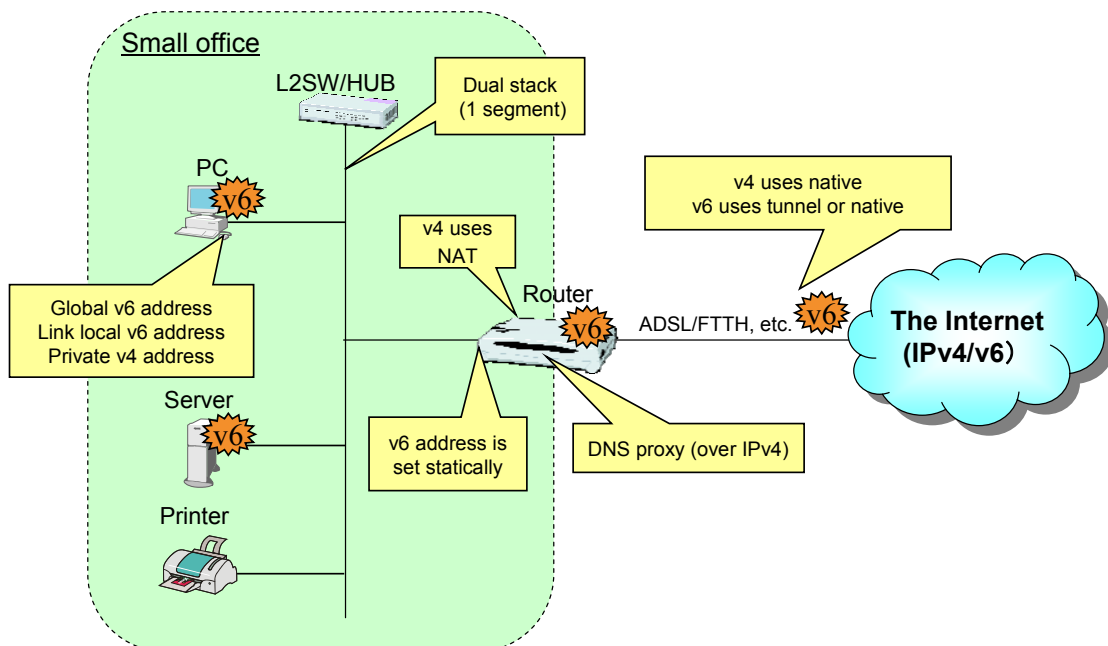 Small office
L2SW/HUB
Dual stack
(1 segment)
PC
v6
v4 uses native
v6 uses tunnel or native
v4 uses
NAT
Global v6 address
Link local v6 address
Private v4 address
Router
v6
ADSL/FTTH, etc.
v6
The Internet
(IPv4/v6）
Server
v6
v6 address is
set statically
DNS proxy (over IPv4)
Printer